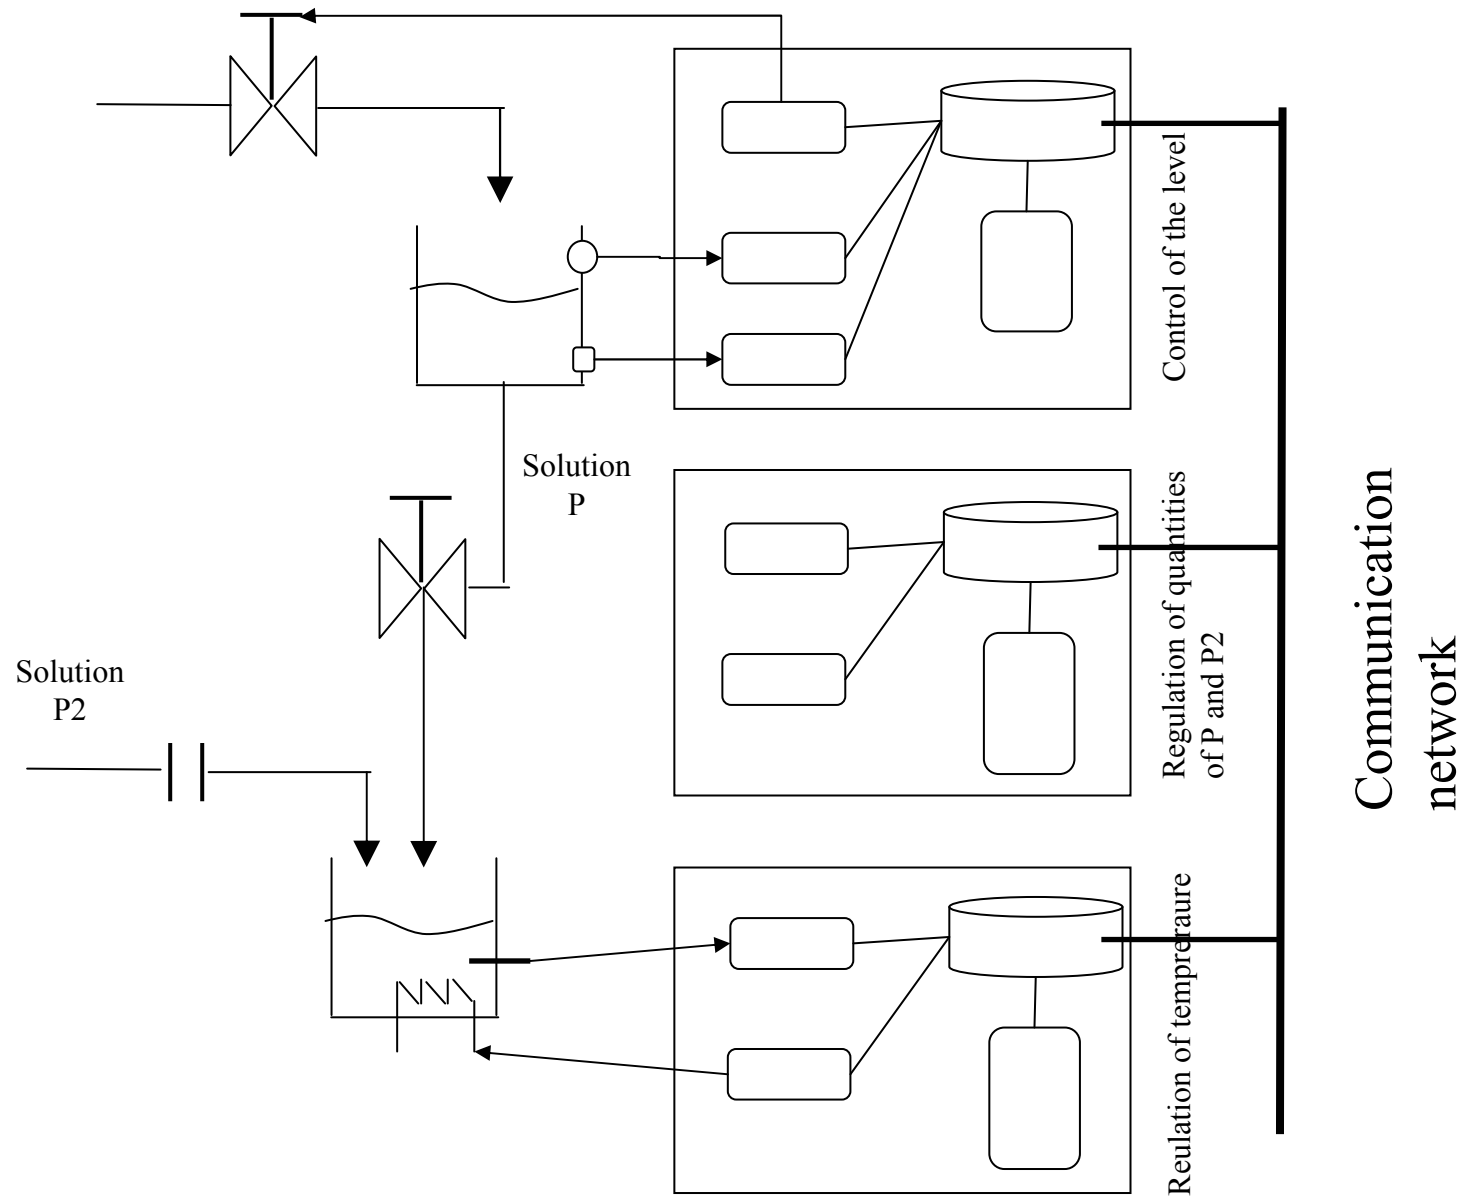 Control of the level
Solution
P
Regulation of quantities
of P and P2
Communication
network
Solution
P2
Reulation of tempreraure